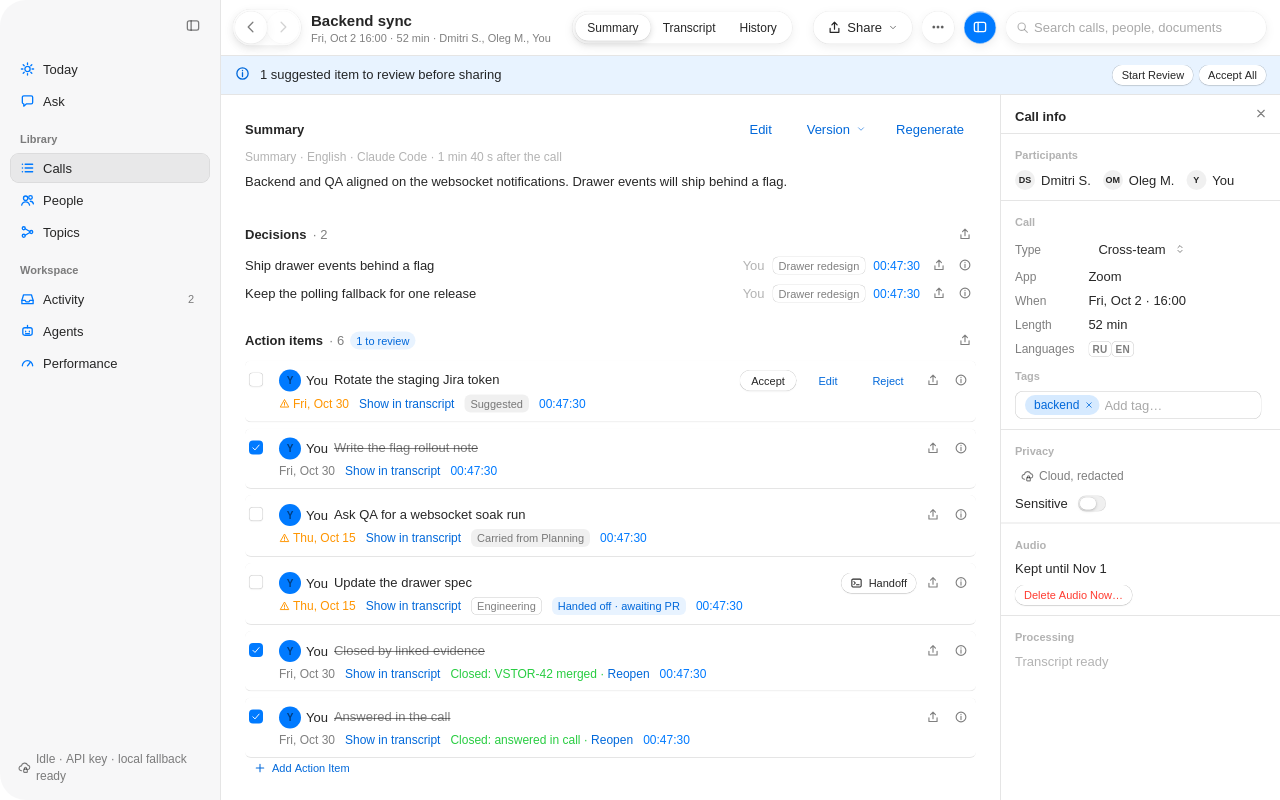 Today
Ask
Library
Calls
People
Topics
Workspace
Activity 2
Agents
Performance
Idle · API key · local fallback
ready
Backend sync
Fri, Oct 2 16:00 · 52 min · Dmitri S., Oleg M., You
Summary Transcript History
Share
Search calls, people, documents
1 suggested item to review before sharing
Start Review Accept All
Summary Edit Version Regenerate
Summary · English · Claude Code · 1 min 40 s after the call
Backend and QA aligned on the websocket notifications. Drawer events will ship behind a flag.
Decisions · 2
Ship drawer events behind a flag You Drawer redesign 00:47:30
Keep the polling fallback for one release You Drawer redesign 00:47:30
Action items · 6 1 to review
Y You Rotate the staging Jira token Accept Edit Reject
Fri, Oct 30 Show in transcript Suggested 00:47:30
Y You Write the flag rollout note
Fri, Oct 30 Show in transcript 00:47:30
Y You Ask QA for a websocket soak run
Thu, Oct 15 Show in transcript Carried from Planning 00:47:30
Y You Update the drawer spec Handoff
Thu, Oct 15 Show in transcript Engineering Handed off · awaiting PR 00:47:30
Y You Closed by linked evidence
Fri, Oct 30 Show in transcript Closed: VSTOR-42 merged · Reopen 00:47:30
Y You Answered in the call
Fri, Oct 30 Show in transcript Closed: answered in call · Reopen 00:47:30
Add Action Item
Call info
Participants
DS Dmitri S. OM Oleg M. Y You
Call
Type Cross-team
App Zoom
When Fri, Oct 2 · 16:00
Length 52 min
Languages RU EN
Tags
backend Add tag…
Privacy
Cloud, redacted
Sensitive
Audio
Kept until Nov 1
Delete Audio Now…
Processing
Transcript ready